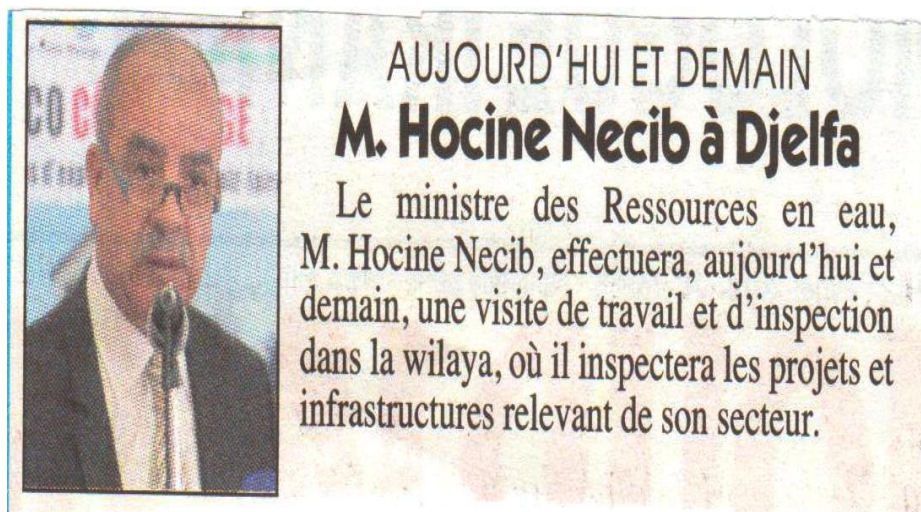 AUJOURD'HUI ET DEMAIN
M. Hocine Necib à Djelfa
Le ministre des Ressources en eau,
M. Hocine Necib, effectuera, aujourd'hui et
demain, une visite de travail et d'inspection
dans la wilaya, où il inspectera les projets et
infrastructures relevant de son secteur.